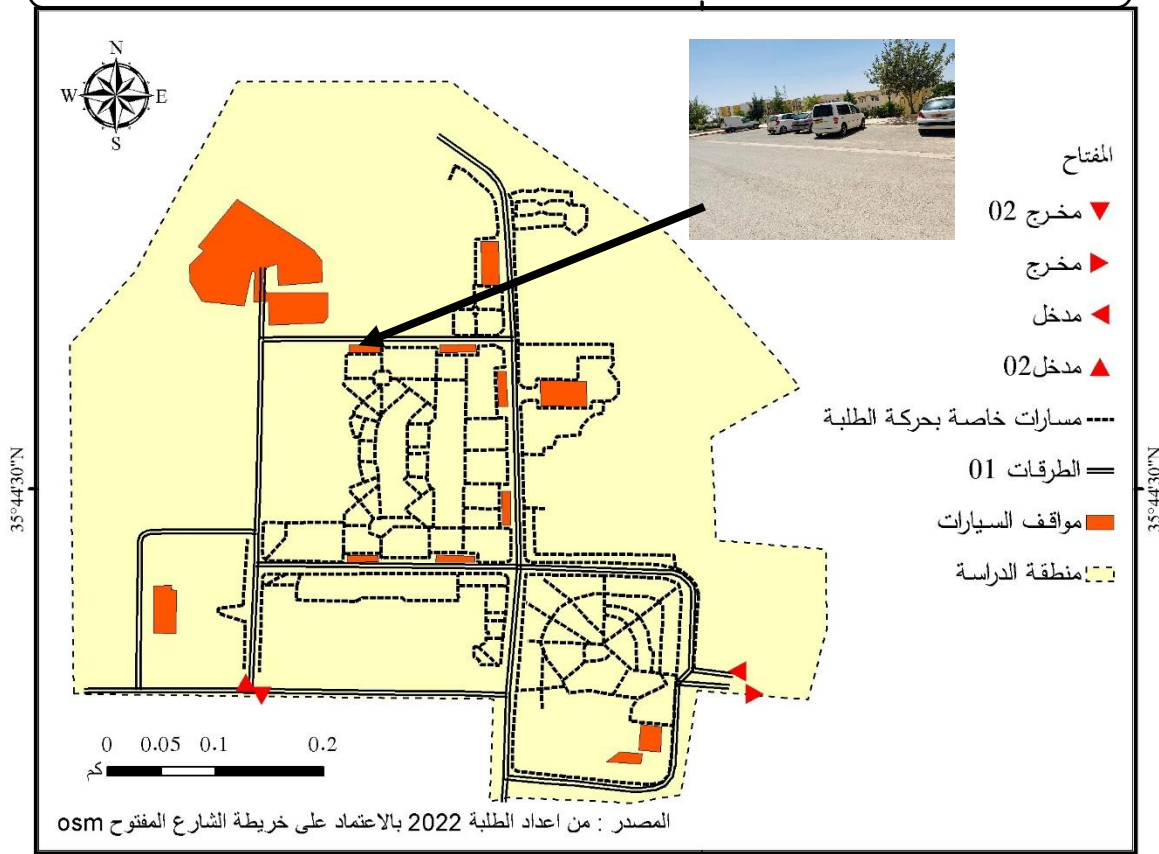 N
W E
S
المفتاح
مخرج 02
مخرج
مدخل
مدخل02
مسارات خاصة بحركة الطلبة
الطرقات 01
مواقف السيارات
منطقة الدراسة
35°44'30"N
35°44'30"N
0 0.05 0.1 0.2
كم
المصدر : من اعداد الطلبة 2022 بالاعتماد على خريطة الشارع المفتوح osm